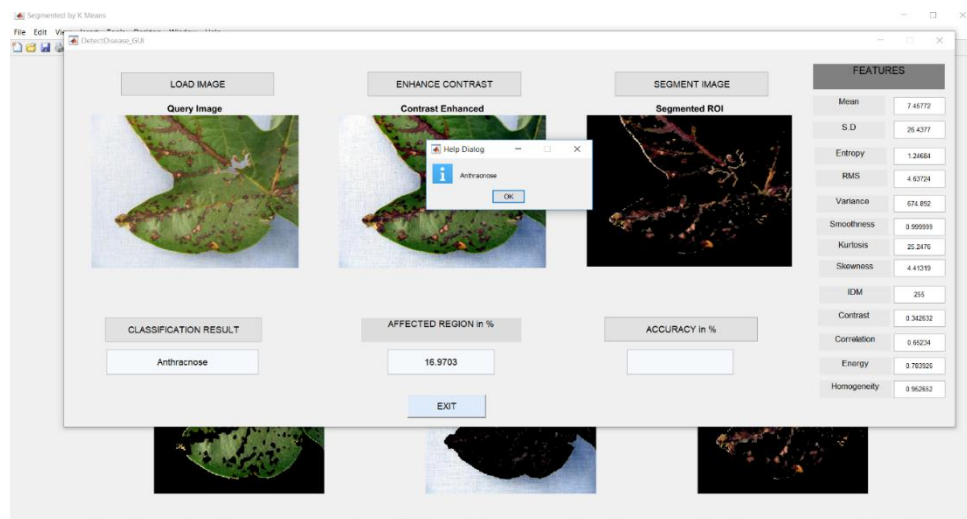 Segmented by K Means
File Edit
DetectDisease_GUI
LOAD IMAGE
ENHANCE CONTRAST
SEGMENT IMAGE
FEATURES
Query Image
Contrast Enhanced
Segmented ROI
Mean 7.45772
S.D 26.4377
Entropy 1.24684
RMS 4.63724
Variance 674.892
Smoothness 0.999999
Kurtosis 25.2476
Skewness 4.41319
IDM 255
Contrast 0.342632
Correlation 0.65234
Energy 0.783926
Homogeneity 0.952652
Help Dialog
Anthracnose
OK
CLASSIFICATION RESULT
AFFECTED REGION in %
ACCURACY in %
Anthracnose
16.9703
EXIT